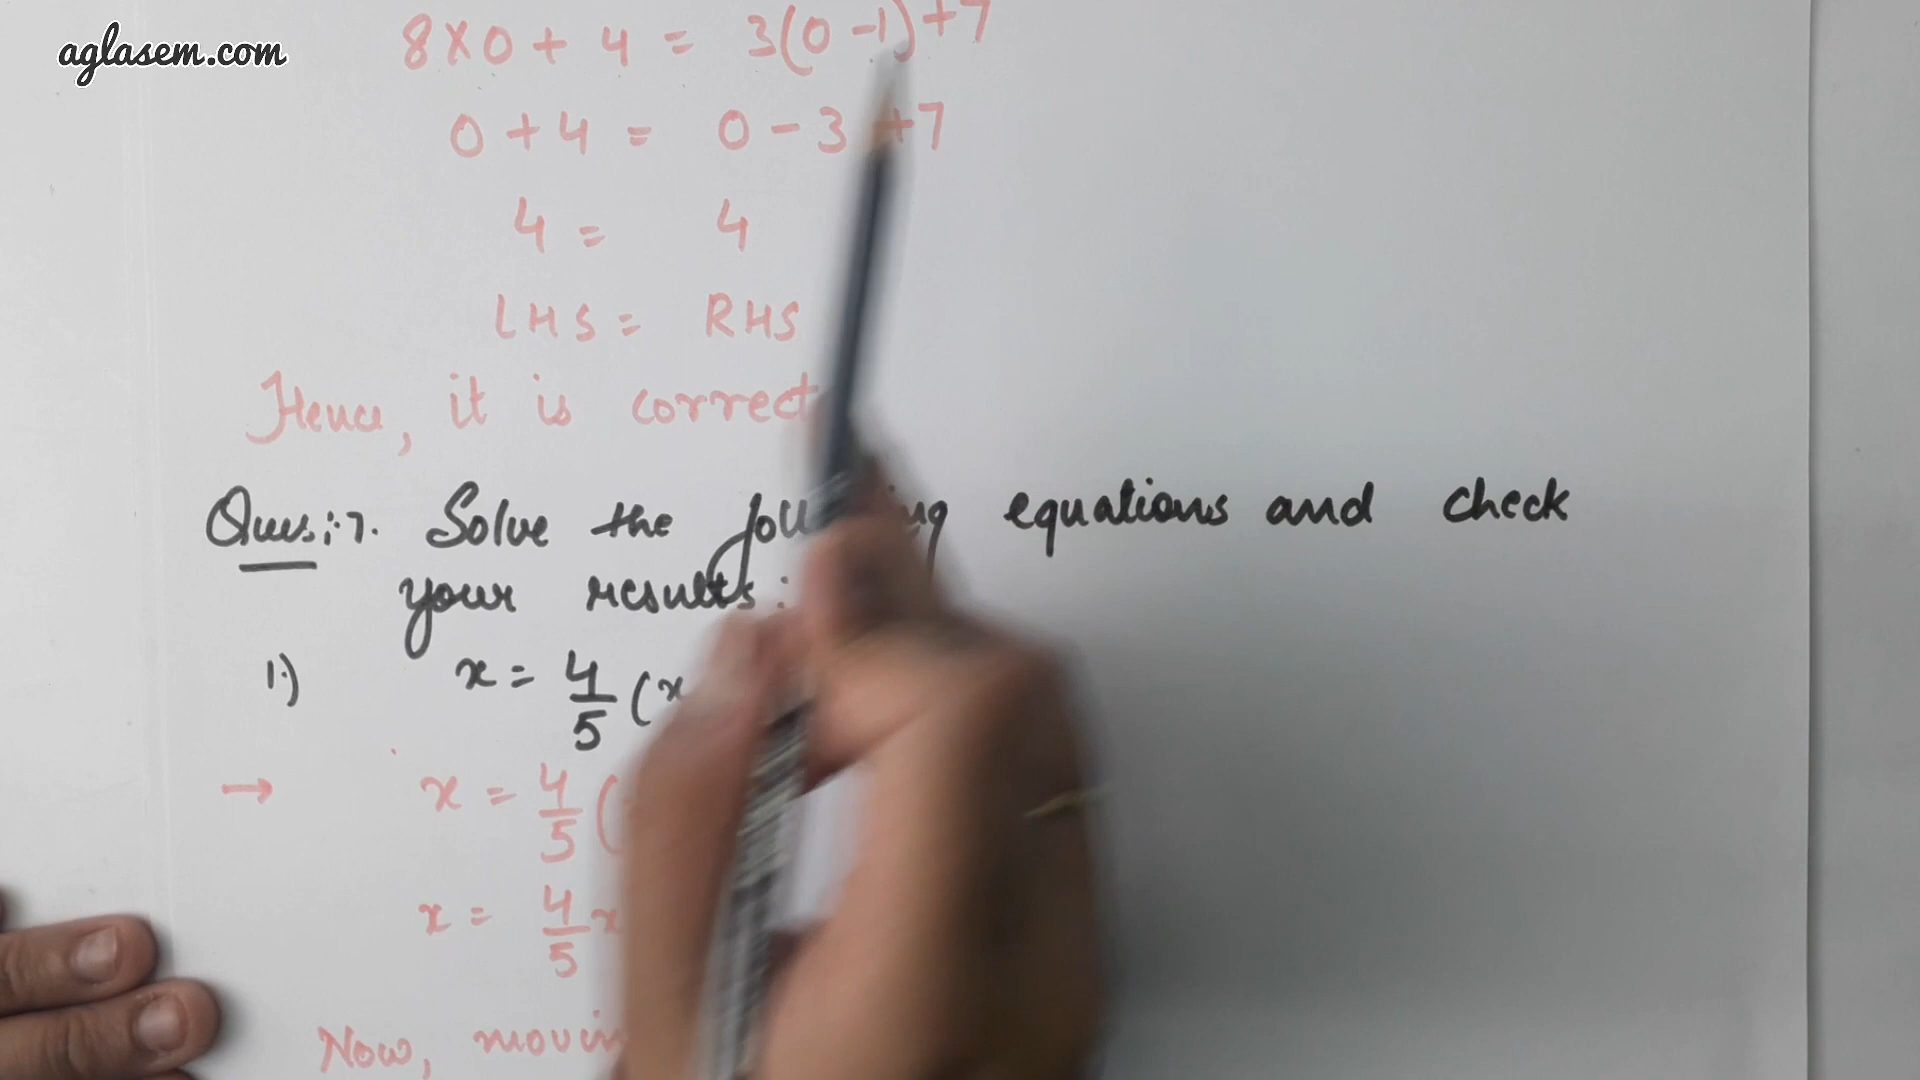 aglasem.com
8×0 + 4 = 3(0 -1) +7
0 + 4 = 0 - 3 +7
4 = 4
LHS = RHS
Hence, it is correct
Ques:7. Solve the equations and check
your results:
1.) x = 4/5 (x
→ x = 4/5 (
x = 4/5 x
Now,